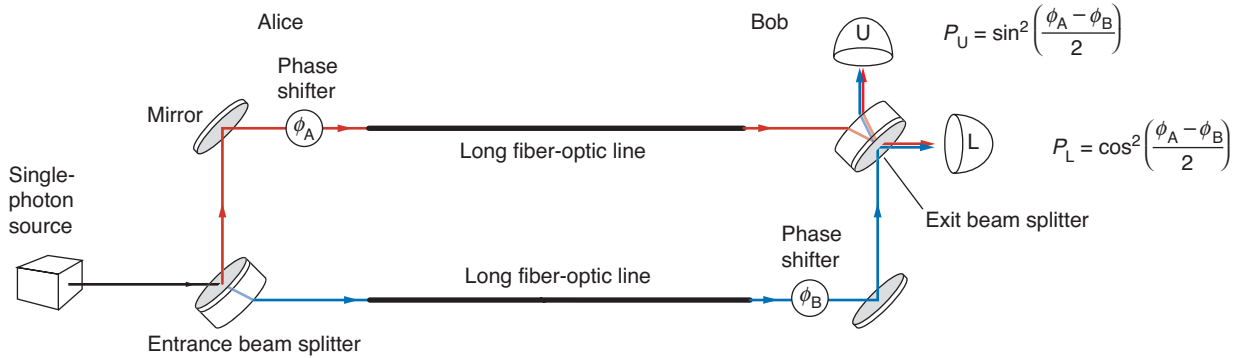 Alice
Bob
U
P_U = sin² ((ϕ_A − ϕ_B)/2)
Phase
shifter
Mirror
ϕ_A
Long fiber-optic line
L
P_L = cos² ((ϕ_A − ϕ_B)/2)
Single-
photon
source
Exit beam splitter
Phase
shifter
Long fiber-optic line
ϕ_B
Entrance beam splitter